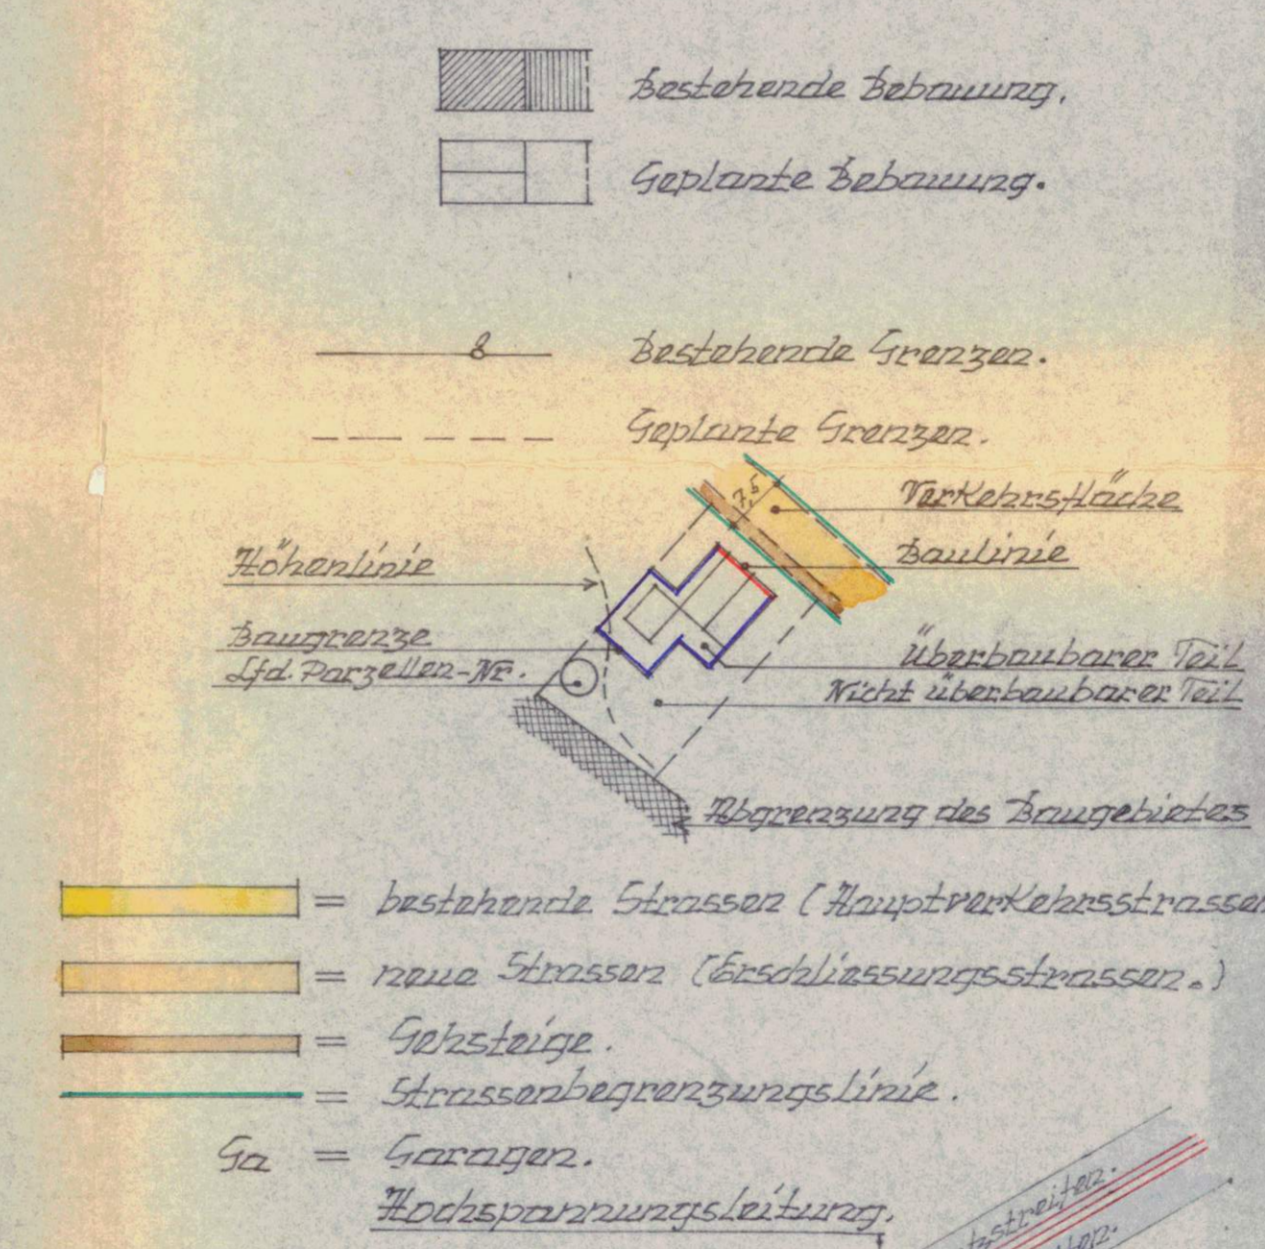 Bestehende Bebauung.
Geplante Bebauung.
8
Bestehende Grenzen.
Geplante Grenzen.
7,5
Verkehrsfläche
Höhenlinie
Baulinie
Baugrenze
Lfd. Parzellen-Nr.
Überbaubarer Teil
Nicht überbaubarer Teil
Abgrenzung des Baugebietes
= bestehende Strassen (Hauptverkehrsstrassen
= neue Strassen (Erschliessungsstrassen.)
= Gehsteige.
= Strassenbegrenzungslinie.
Ga = Garagen.
Hochspannungsleitung.